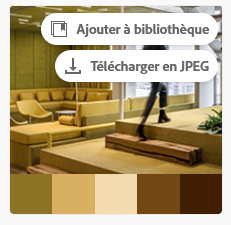 Ajouter à bibliothèque
Télécharger en JPEG